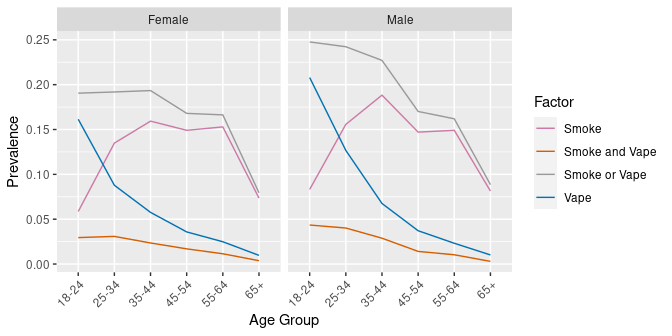 Female
Male
Prevalence
0.25
0.20
0.15
0.10
0.05
0.00
18-24
25-34
35-44
45-54
55-64
65+
18-24
25-34
35-44
45-54
55-64
65+
Age Group
Factor
Smoke
Smoke and Vape
Smoke or Vape
Vape